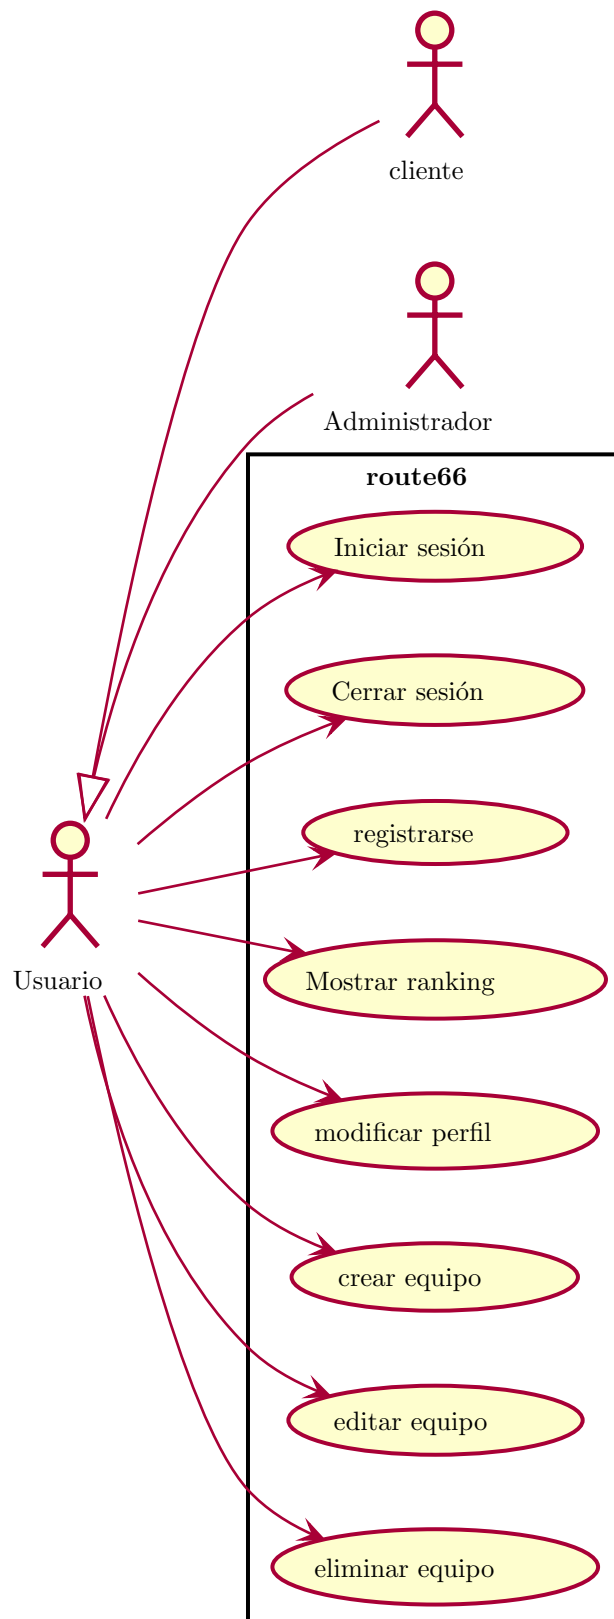 cliente
Administrador
route66
Iniciar sesión
Cerrar sesión
registrarse
Mostrar ranking
Usuario
modificar perfil
crear equipo
editar equipo
eliminar equipo